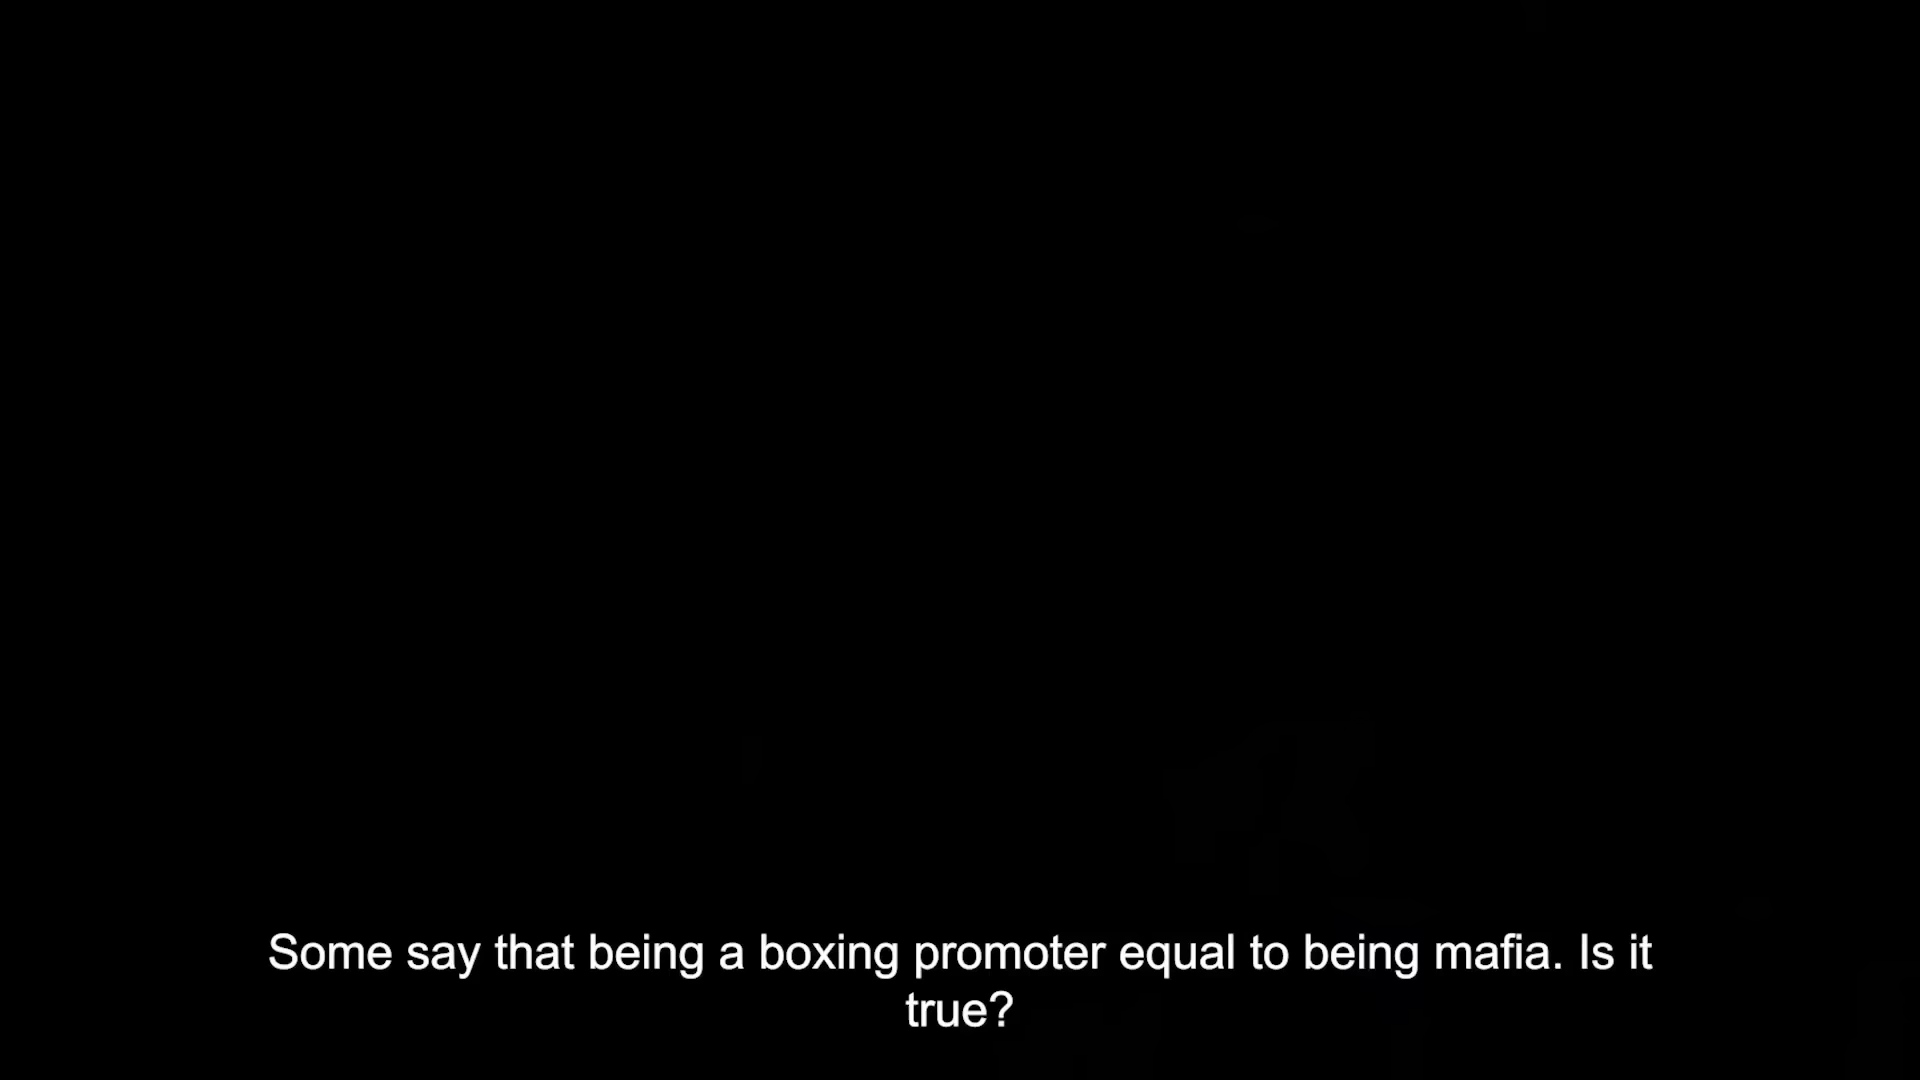 Some say that being a boxing promoter equal to being mafia. Is it
true?